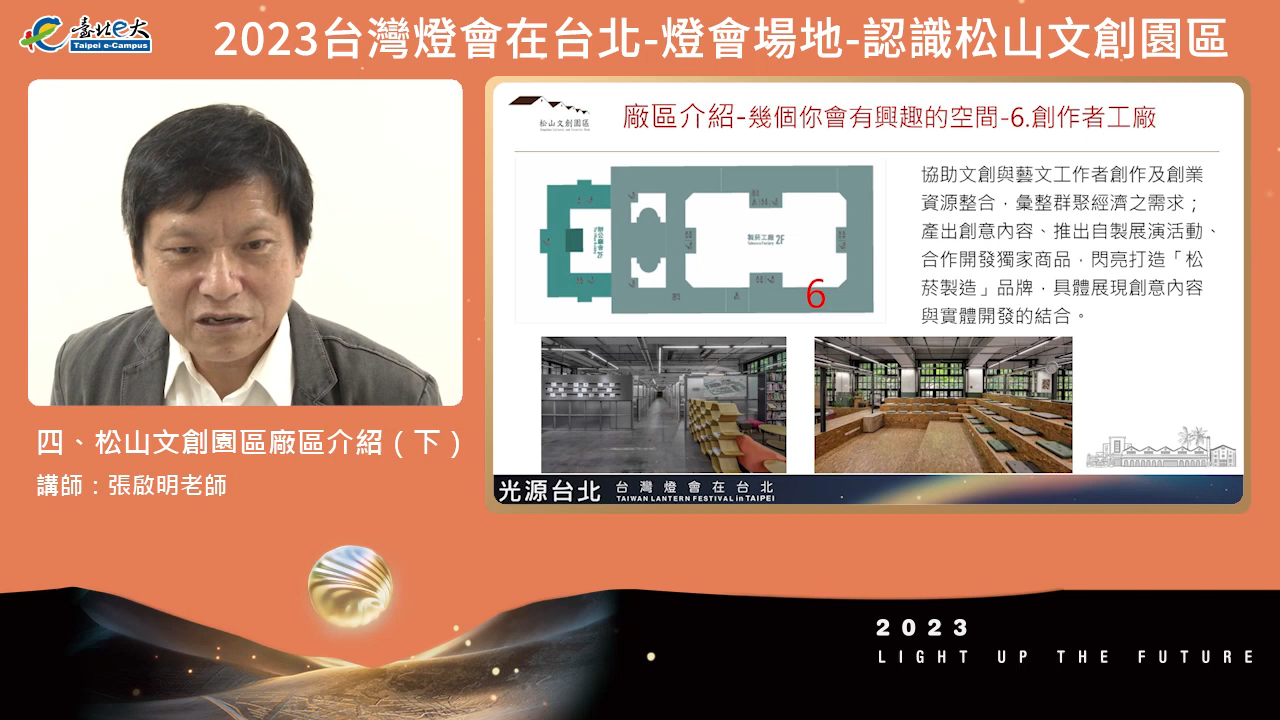 臺北e大
Taipei e-Campus
2023台灣燈會在台北-燈會場地-認識松山文創園區
松山文創園區
廠區介紹-幾個你會有興趣的空間-6.創作者工廠
協助文創與藝文工作者創作及創業
資源整合，彙整群聚經濟之需求；
產出創意內容、推出自製展演活動、
合作開發獨家商品，閃亮打造「松
菸製造」品牌，具體展現創意內容
與實體開發的結合。
辦公廳舍 2F
製菸工廠 2F
6
四、松山文創園區廠區介紹（下）
講師：張啟明老師
光源台北
台灣燈會在台北
TAIWAN LANTERN FESTIVAL in TAIPEI
2023
LIGHT UP THE FUTURE